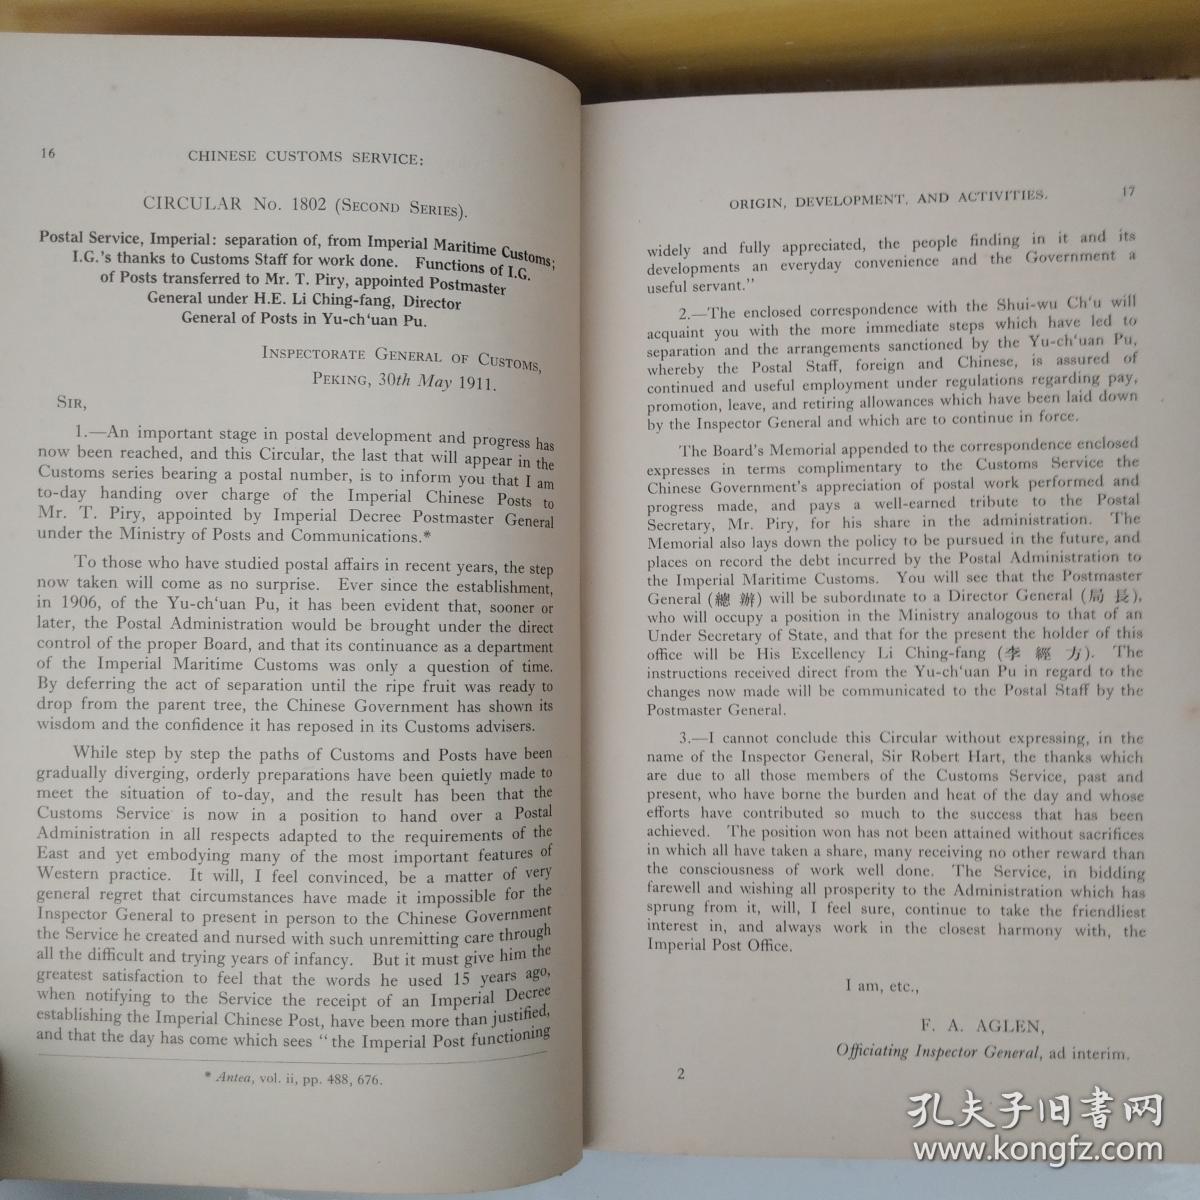 16
CHINESE CUSTOMS SERVICE:
CIRCULAR No. 1802 (Second Series).
Postal Service, Imperial: separation of, from Imperial Maritime Customs;
I.G.'s thanks to Customs Staff for work done. Functions of I.G.
of Posts transferred to Mr. T. Piry, appointed Postmaster
General under H.E. Li Ching-fang, Director
General of Posts in Yu-ch‘uan Pu.
Inspectorate General of Customs,
Peking, 30th May 1911.
Sir,
1.—An important stage in postal development and progress has
now been reached, and this Circular, the last that will appear in the
Customs series bearing a postal number, is to inform you that I am
to-day handing over charge of the Imperial Chinese Posts to
Mr. T. Piry, appointed by Imperial Decree Postmaster General
under the Ministry of Posts and Communications.*
To those who have studied postal affairs in recent years, the step
now taken will come as no surprise. Ever since the establishment,
in 1906, of the Yu-ch‘uan Pu, it has been evident that, sooner or
later, the Postal Administration would be brought under the direct
control of the proper Board, and that its continuance as a department
of the Imperial Maritime Customs was only a question of time.
By deferring the act of separation until the ripe fruit was ready to
drop from the parent tree, the Chinese Government has shown its
wisdom and the confidence it has reposed in its Customs advisers.
While step by step the paths of Customs and Posts have been
gradually diverging, orderly preparations have been quietly made to
meet the situation of to-day, and the result has been that the
Customs Service is now in a position to hand over a Postal
Administration in all respects adapted to the requirements of the
East and yet embodying many of the most important features of
Western practice. It will, I feel convinced, be a matter of very
general regret that circumstances have made it impossible for the
Inspector General to present in person to the Chinese Government
the Service he created and nursed with such unremitting care through
all the difficult and trying years of infancy. But it must give him the
greatest satisfaction to feel that the words he used 15 years ago,
when notifying to the Service the receipt of an Imperial Decree
establishing the Imperial Chinese Post, have been more than justified,
and that the day has come which sees “the Imperial Post functioning
* Antea, vol. ii, pp. 488, 676.
ORIGIN, DEVELOPMENT, AND ACTIVITIES.
17
widely and fully appreciated, the people finding in it and its
developments an everyday convenience and the Government a
useful servant.”
2.—The enclosed correspondence with the Shui-wu Ch‘u will
acquaint you with the more immediate steps which have led to
separation and the arrangements sanctioned by the Yu-ch‘uan Pu,
whereby the Postal Staff, foreign and Chinese, is assured of
continued and useful employment under regulations regarding pay,
promotion, leave, and retiring allowances which have been laid down
by the Inspector General and which are to continue in force.
The Board's Memorial appended to the correspondence enclosed
expresses in terms complimentary to the Customs Service the
Chinese Government's appreciation of postal work performed and
progress made, and pays a well-earned tribute to the Postal
Secretary, Mr. Piry, for his share in the administration. The
Memorial also lays down the policy to be pursued in the future, and
places on record the debt incurred by the Postal Administration to
the Imperial Maritime Customs. You will see that the Postmaster
General (總 辦) will be subordinate to a Director General (局 長),
who will occupy a position in the Ministry analogous to that of an
Under Secretary of State, and that for the present the holder of this
office will be His Excellency Li Ching-fang (李 經 方). The
instructions received direct from the Yu-ch‘uan Pu in regard to the
changes now made will be communicated to the Postal Staff by the
Postmaster General.
3.—I cannot conclude this Circular without expressing, in the
name of the Inspector General, Sir Robert Hart, the thanks which
are due to all those members of the Customs Service, past and
present, who have borne the burden and heat of the day and whose
efforts have contributed so much to the success that has been
achieved. The position won has not been attained without sacrifices
in which all have taken a share, many receiving no other reward than
the consciousness of work well done. The Service, in bidding
farewell and wishing all prosperity to the Administration which has
sprung from it, will, I feel sure, continue to take the friendliest
interest in, and always work in the closest harmony with, the
Imperial Post Office.
I am, etc.,
F. A. AGLEN,
Officiating Inspector General, ad interim.
2
孔夫子旧书网
www.kongfz.com